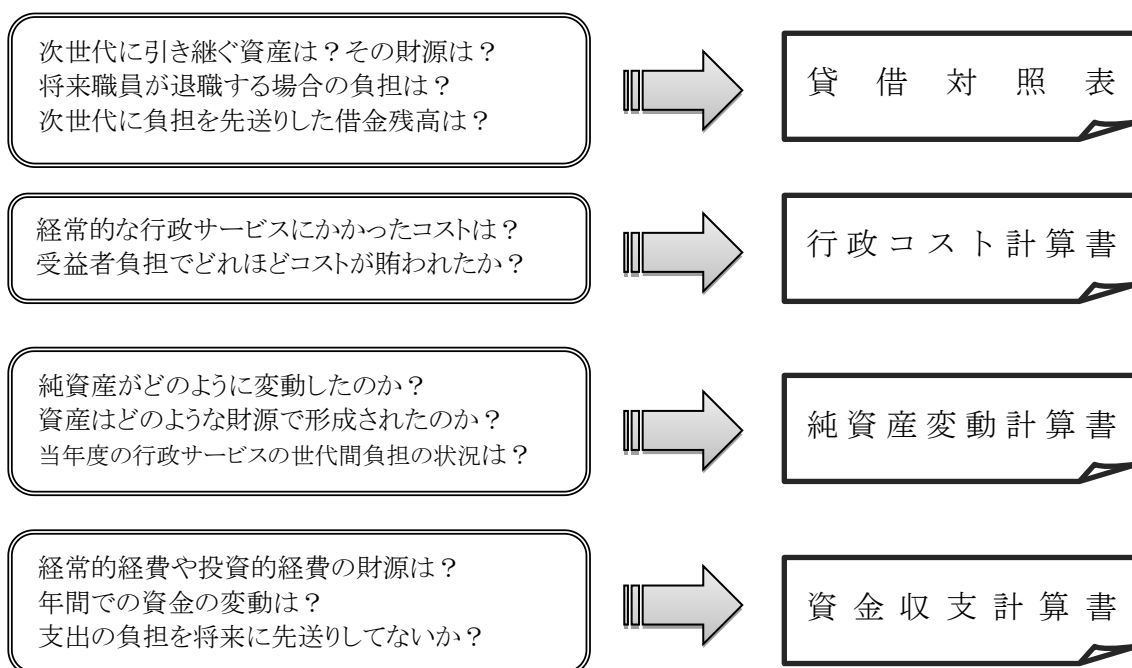 次世代に引き継ぐ資産は？その財源は？
将来職員が退職する場合の負担は？
次世代に負担を先送りした借金残高は？
貸借対照表
経常的な行政サービスにかかったコストは？
受益者負担でどれほどコストが賄われたか？
行政コスト計算書
純資産がどのように変動したのか？
資産はどのような財源で形成されたのか？
当年度の行政サービスの世代間負担の状況は？
純資産変動計算書
経常的経費や投資的経費の財源は？
年間での資金の変動は？
支出の負担を将来に先送りしてないか？
資金収支計算書